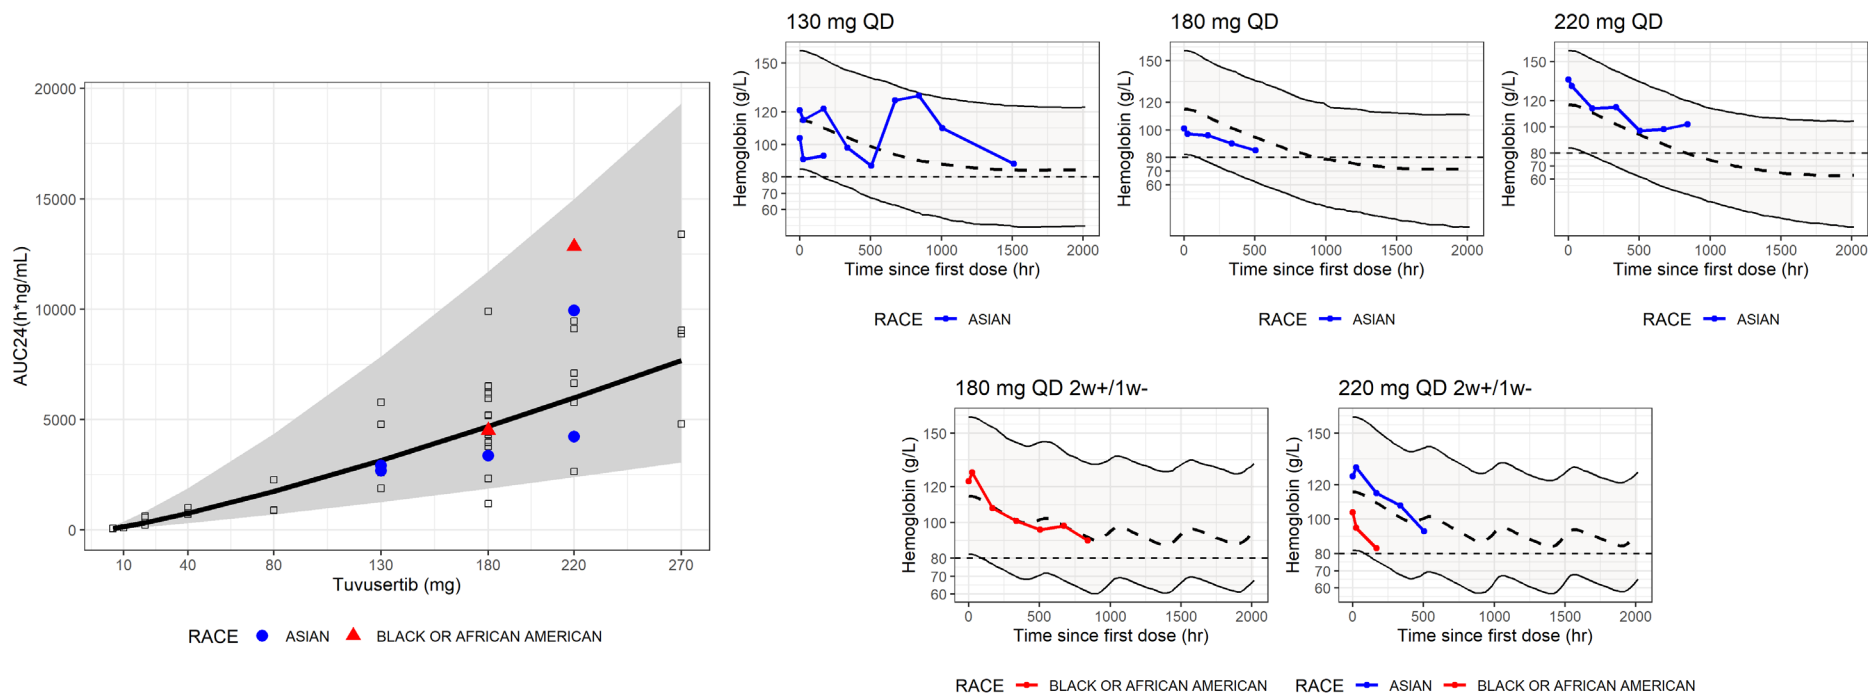 20000
15000
10000
5000
0
AUC24(h*ng/mL)
10 40 80 130 180 220 270
Tuvusertib (mg)
RACE ASIAN BLACK OR AFRICAN AMERICAN
130 mg QD
150
120
100
80
70
60
Hemoglobin (g/L)
0 500 1000 1500 2000
Time since first dose (hr)
RACE ASIAN
180 mg QD
150
120
100
80
70
60
Hemoglobin (g/L)
0 500 1000 1500 2000
Time since first dose (hr)
RACE ASIAN
220 mg QD
150
120
100
80
70
60
Hemoglobin (g/L)
0 500 1000 1500 2000
Time since first dose (hr)
RACE ASIAN
180 mg QD 2w+/1w-
150
120
100
80
70
60
Hemoglobin (g/L)
0 500 1000 1500 2000
Time since first dose (hr)
RACE BLACK OR AFRICAN AMERICAN
220 mg QD 2w+/1w-
150
120
100
80
70
60
Hemoglobin (g/L)
0 500 1000 1500 2000
Time since first dose (hr)
RACE ASIAN BLACK OR AFRICAN AMERICAN